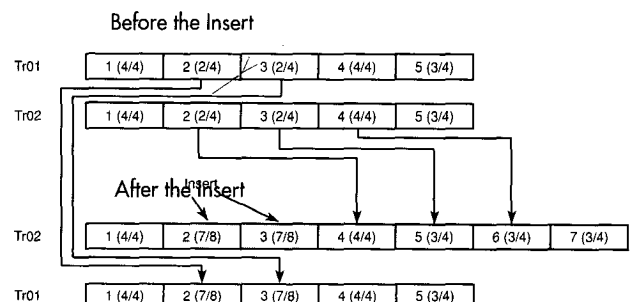 Before the Insert
Tr01 1 (4/4) 2 (2/4) 3 (2/4) 4 (4/4) 5 (3/4)
Tr02 1 (4/4) 2 (2/4) 3 (2/4) 4 (4/4) 5 (3/4)
Insert
After the Insert
Tr02 1 (4/4) 2 (7/8) 3 (7/8) 4 (4/4) 5 (3/4) 6 (3/4) 7 (3/4)
Tr01 1 (4/4) 2 (7/8) 3 (7/8) 4 (4/4) 5 (3/4)